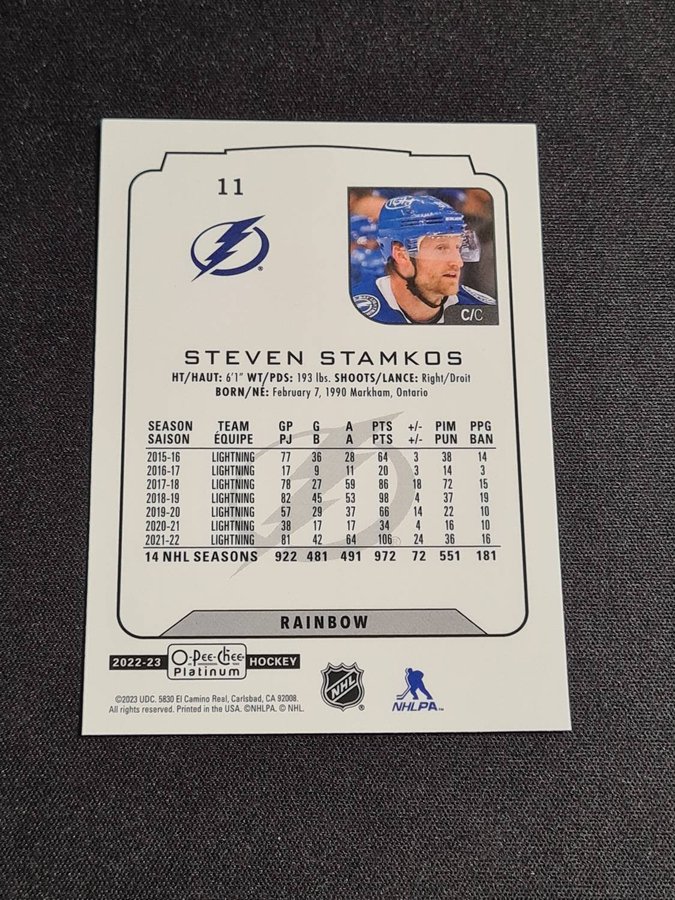 11
C/C
STEVEN STAMKOS
HT/HAUT: 6'1" WT/PDS: 193 lbs. SHOOTS/LANCE: Right/Droit
BORN/NÉ: February 7, 1990 Markham, Ontario
SEASON TEAM GP G A PTS +/- PIM PPG
SAISON ÉQUIPE PJ B A PTS +/- PUN BAN
2015-16 LIGHTNING 77 36 28 64 3 38 14
2016-17 LIGHTNING 17 9 11 20 3 14 3
2017-18 LIGHTNING 78 27 59 86 18 72 15
2018-19 LIGHTNING 82 45 53 98 4 37 19
2019-20 LIGHTNING 57 29 37 66 14 22 10
2020-21 LIGHTNING 38 17 17 34 4 16 10
2021-22 LIGHTNING 81 42 64 106 24 36 16
14 NHL SEASONS 922 481 491 972 72 551 181
RAINBOW
2022-23 O-Pee-Chee Platinum HOCKEY
NHL
NHLPA™
©2023 UDC. 5830 El Camino Real, Carlsbad, CA 92008.
All rights reserved. Printed in the USA. ©NHLPA. © NHL.